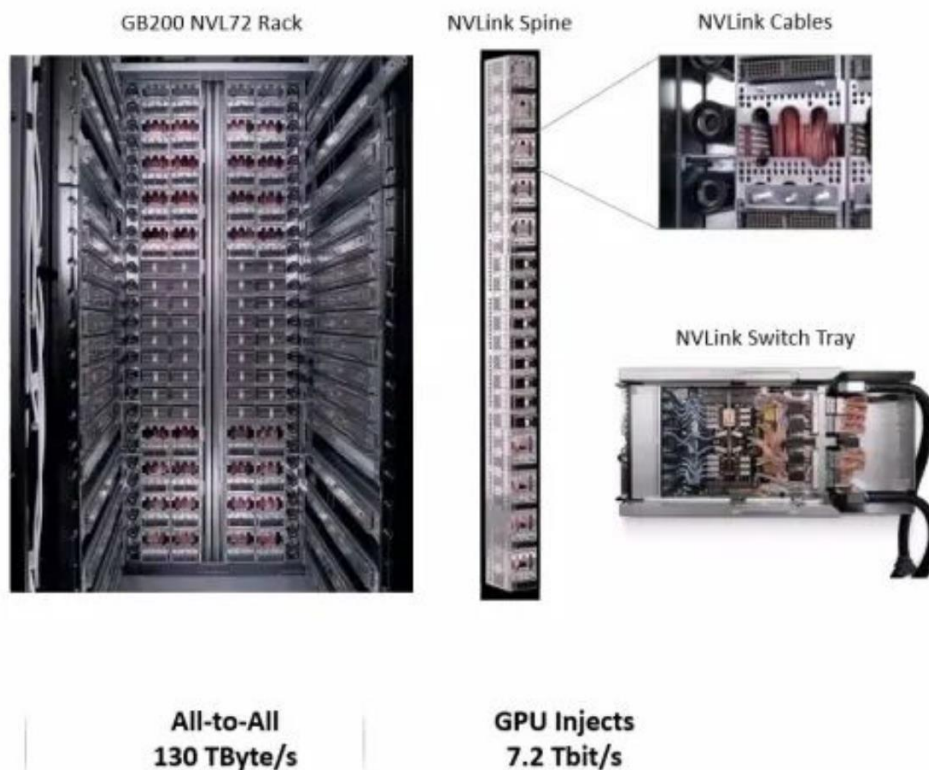 GB200 NVL72 Rack
NVLink Spine
NVLink Cables
NVLink Switch Tray
All-to-All
130 TByte/s
GPU Injects
7.2 Tbit/s